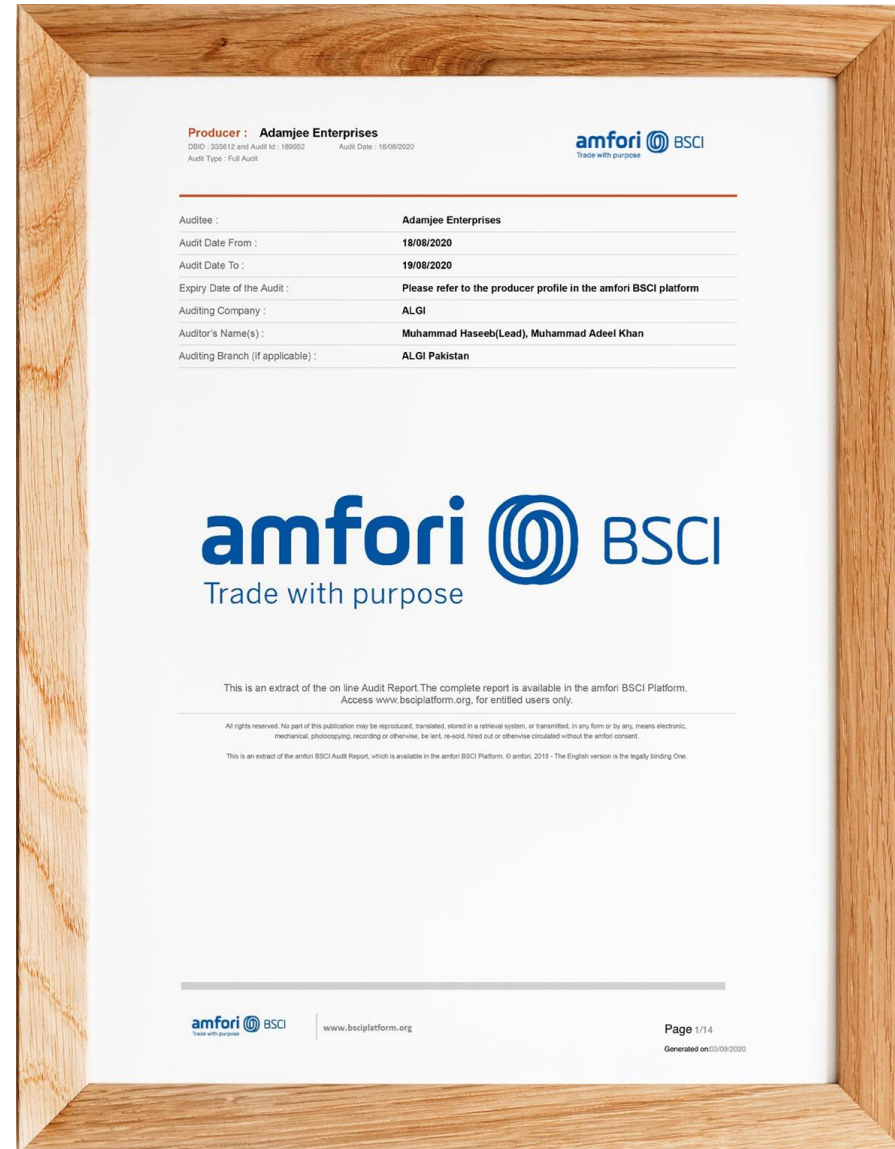 Producer : Adamjee Enterprises
DBID : 335612 and Audit Id : 189952 Audit Date : 18/08/2020
Audit Type : Full Audit
amfori BSCI
Trade with purpose
Auditee : Adamjee Enterprises
Audit Date From : 18/08/2020
Audit Date To : 19/08/2020
Expiry Date of the Audit : Please refer to the producer profile in the amfori BSCI platform
Auditing Company : ALGI
Auditor's Name(s) : Muhammad Haseeb(Lead), Muhammad Adeel Khan
Auditing Branch (if applicable) : ALGI Pakistan
amfori BSCI
Trade with purpose
This is an extract of the on line Audit Report.The complete report is available in the amfori BSCI Platform.
Access www.bsciplatform.org, for entitled users only.
All rights reserved. No part of this publication may be reproduced, translated, stored in a retrieval system, or transmitted, in any form or by any, means electronic,
mechanical, photocopying, recording or otherwise, be lent, re-sold, hired out or otherwise circulated without the amfori consent.
This is an extract of the amfori BSCI Audit Report, which is available in the amfori BSCI Platform. © amfori, 2018 - The English version is the legally binding One.
amfori BSCI
Trade with purpose
www.bsciplatform.org
Page 1/14
Generated on:03/09/2020